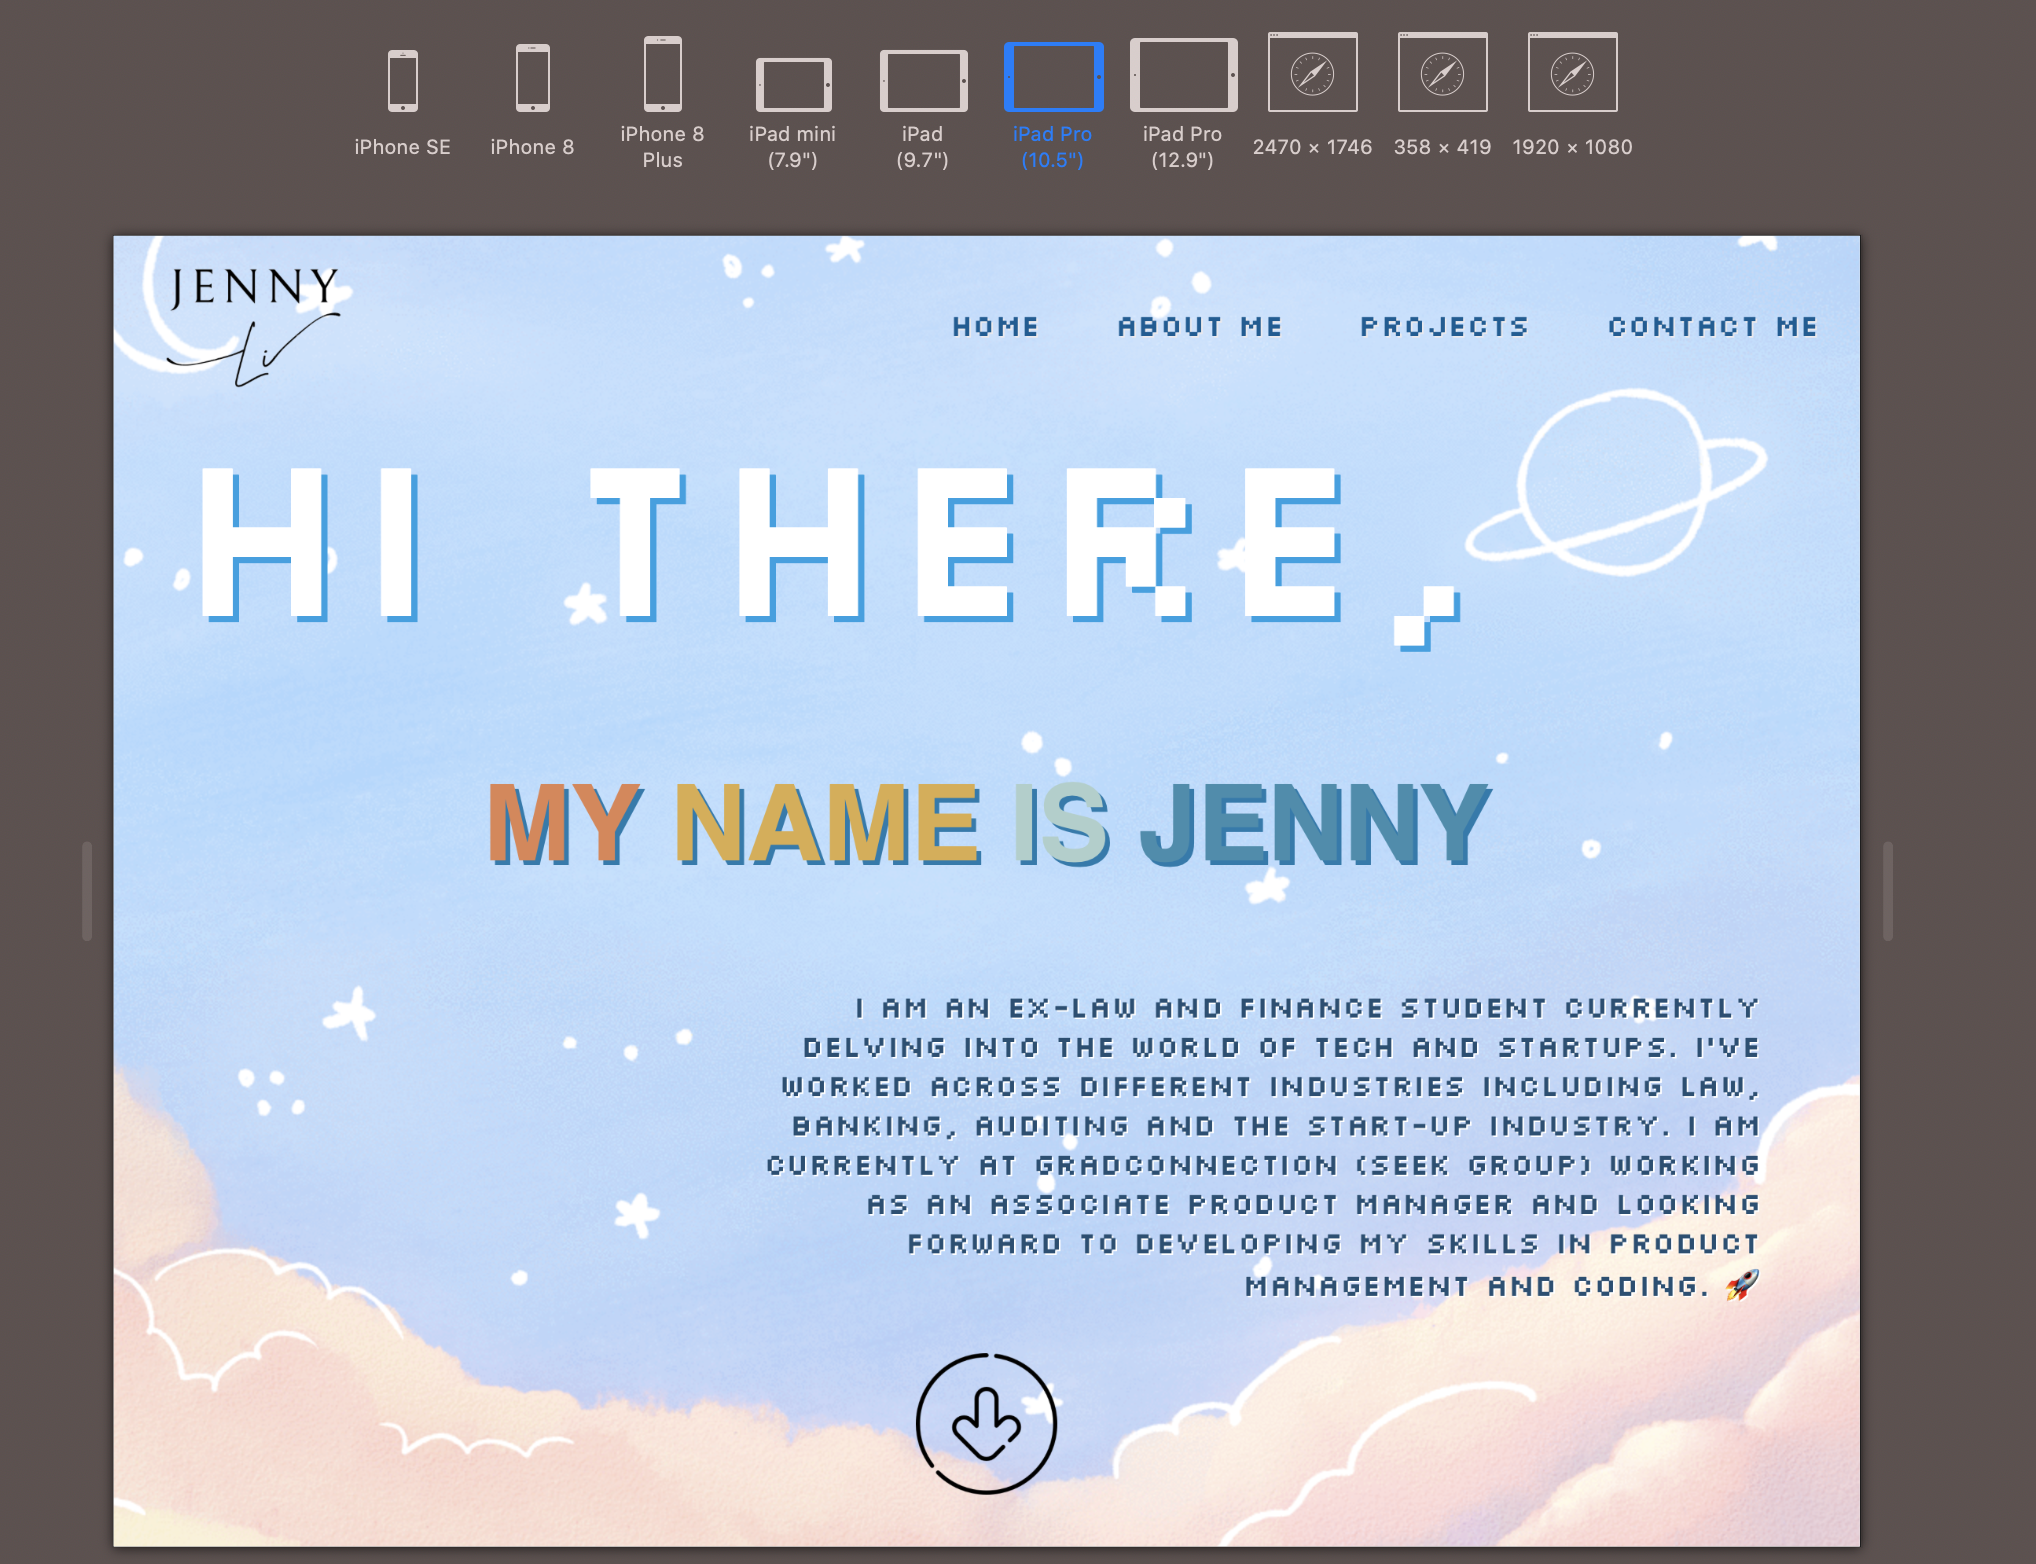 iPhone SE
iPhone 8
iPhone 8 Plus
iPad mini (7.9")
iPad (9.7")
iPad Pro (10.5")
iPad Pro (12.9")
2470 × 1746
358 × 419
1920 × 1080
JENNY
Li
HOME
ABOUT ME
PROJECTS
CONTACT ME
HI THERE,
MY NAME IS JENNY
I AM AN EX-LAW AND FINANCE STUDENT CURRENTLY
DELVING INTO THE WORLD OF TECH AND STARTUPS. I'VE
WORKED ACROSS DIFFERENT INDUSTRIES INCLUDING LAW,
BANKING, AUDITING AND THE START-UP INDUSTRY. I AM
CURRENTLY AT GRADCONNECTION (SEEK GROUP) WORKING
AS AN ASSOCIATE PRODUCT MANAGER AND LOOKING
FORWARD TO DEVELOPING MY SKILLS IN PRODUCT
MANAGEMENT AND CODING. 🚀